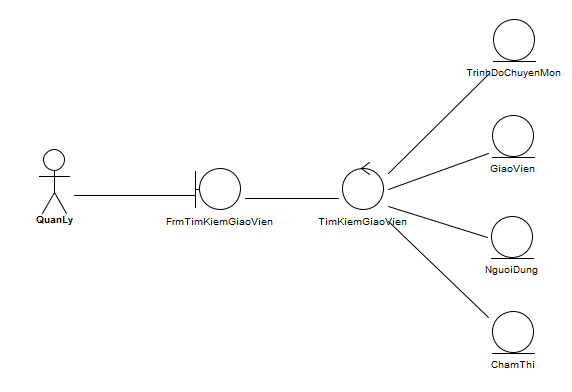 TrinhDoChuyenMon
GiaoVien
QuanLy
FrmTimKiemGiaoVien
TimKiemGiaoVien
NguoiDung
ChamThi